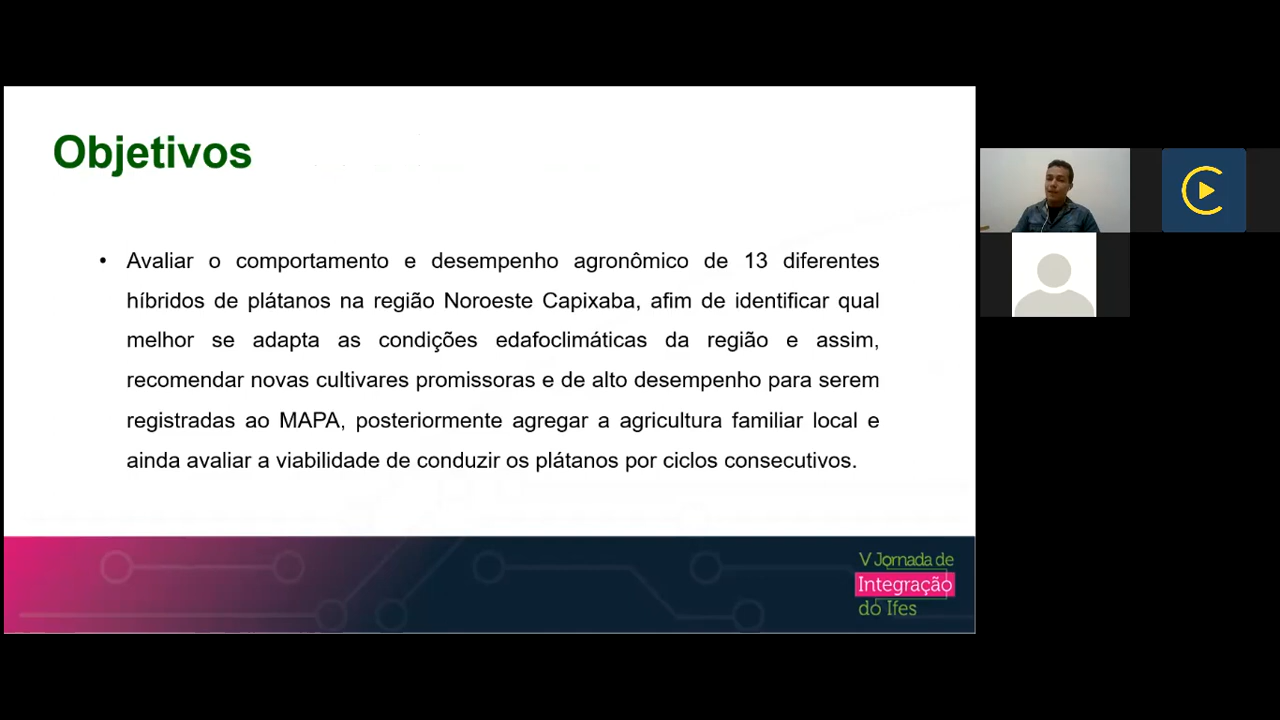 Objetivos
• Avaliar o comportamento e desempenho agronômico de 13 diferentes
híbridos de plátanos na região Noroeste Capixaba, afim de identificar qual
melhor se adapta as condições edafoclimáticas da região e assim,
recomendar novas cultivares promissoras e de alto desempenho para serem
registradas ao MAPA, posteriormente agregar a agricultura familiar local e
ainda avaliar a viabilidade de conduzir os plátanos por ciclos consecutivos.
V Jornada de
Integração
do Ifes